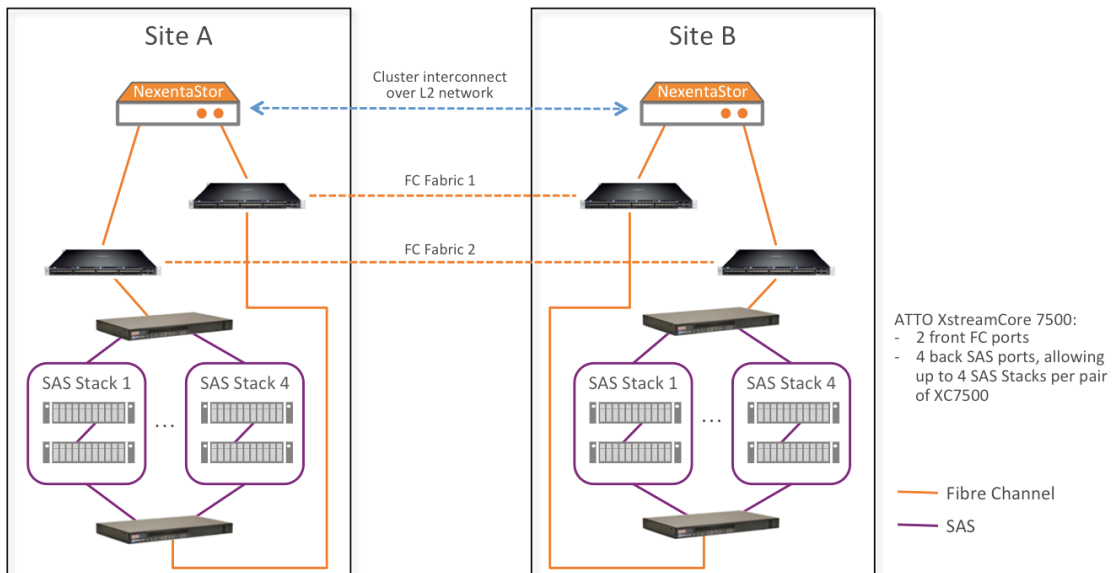 Site A
Site B
NexentaStor
Cluster interconnect
over L2 network
NexentaStor
FC Fabric 1
FC Fabric 2
SAS Stack 1
SAS Stack 4
...
SAS Stack 1
SAS Stack 4
...
ATTO XstreamCore 7500:
- 2 front FC ports
- 4 back SAS ports, allowing
up to 4 SAS Stacks per pair
of XC7500
Fibre Channel
SAS